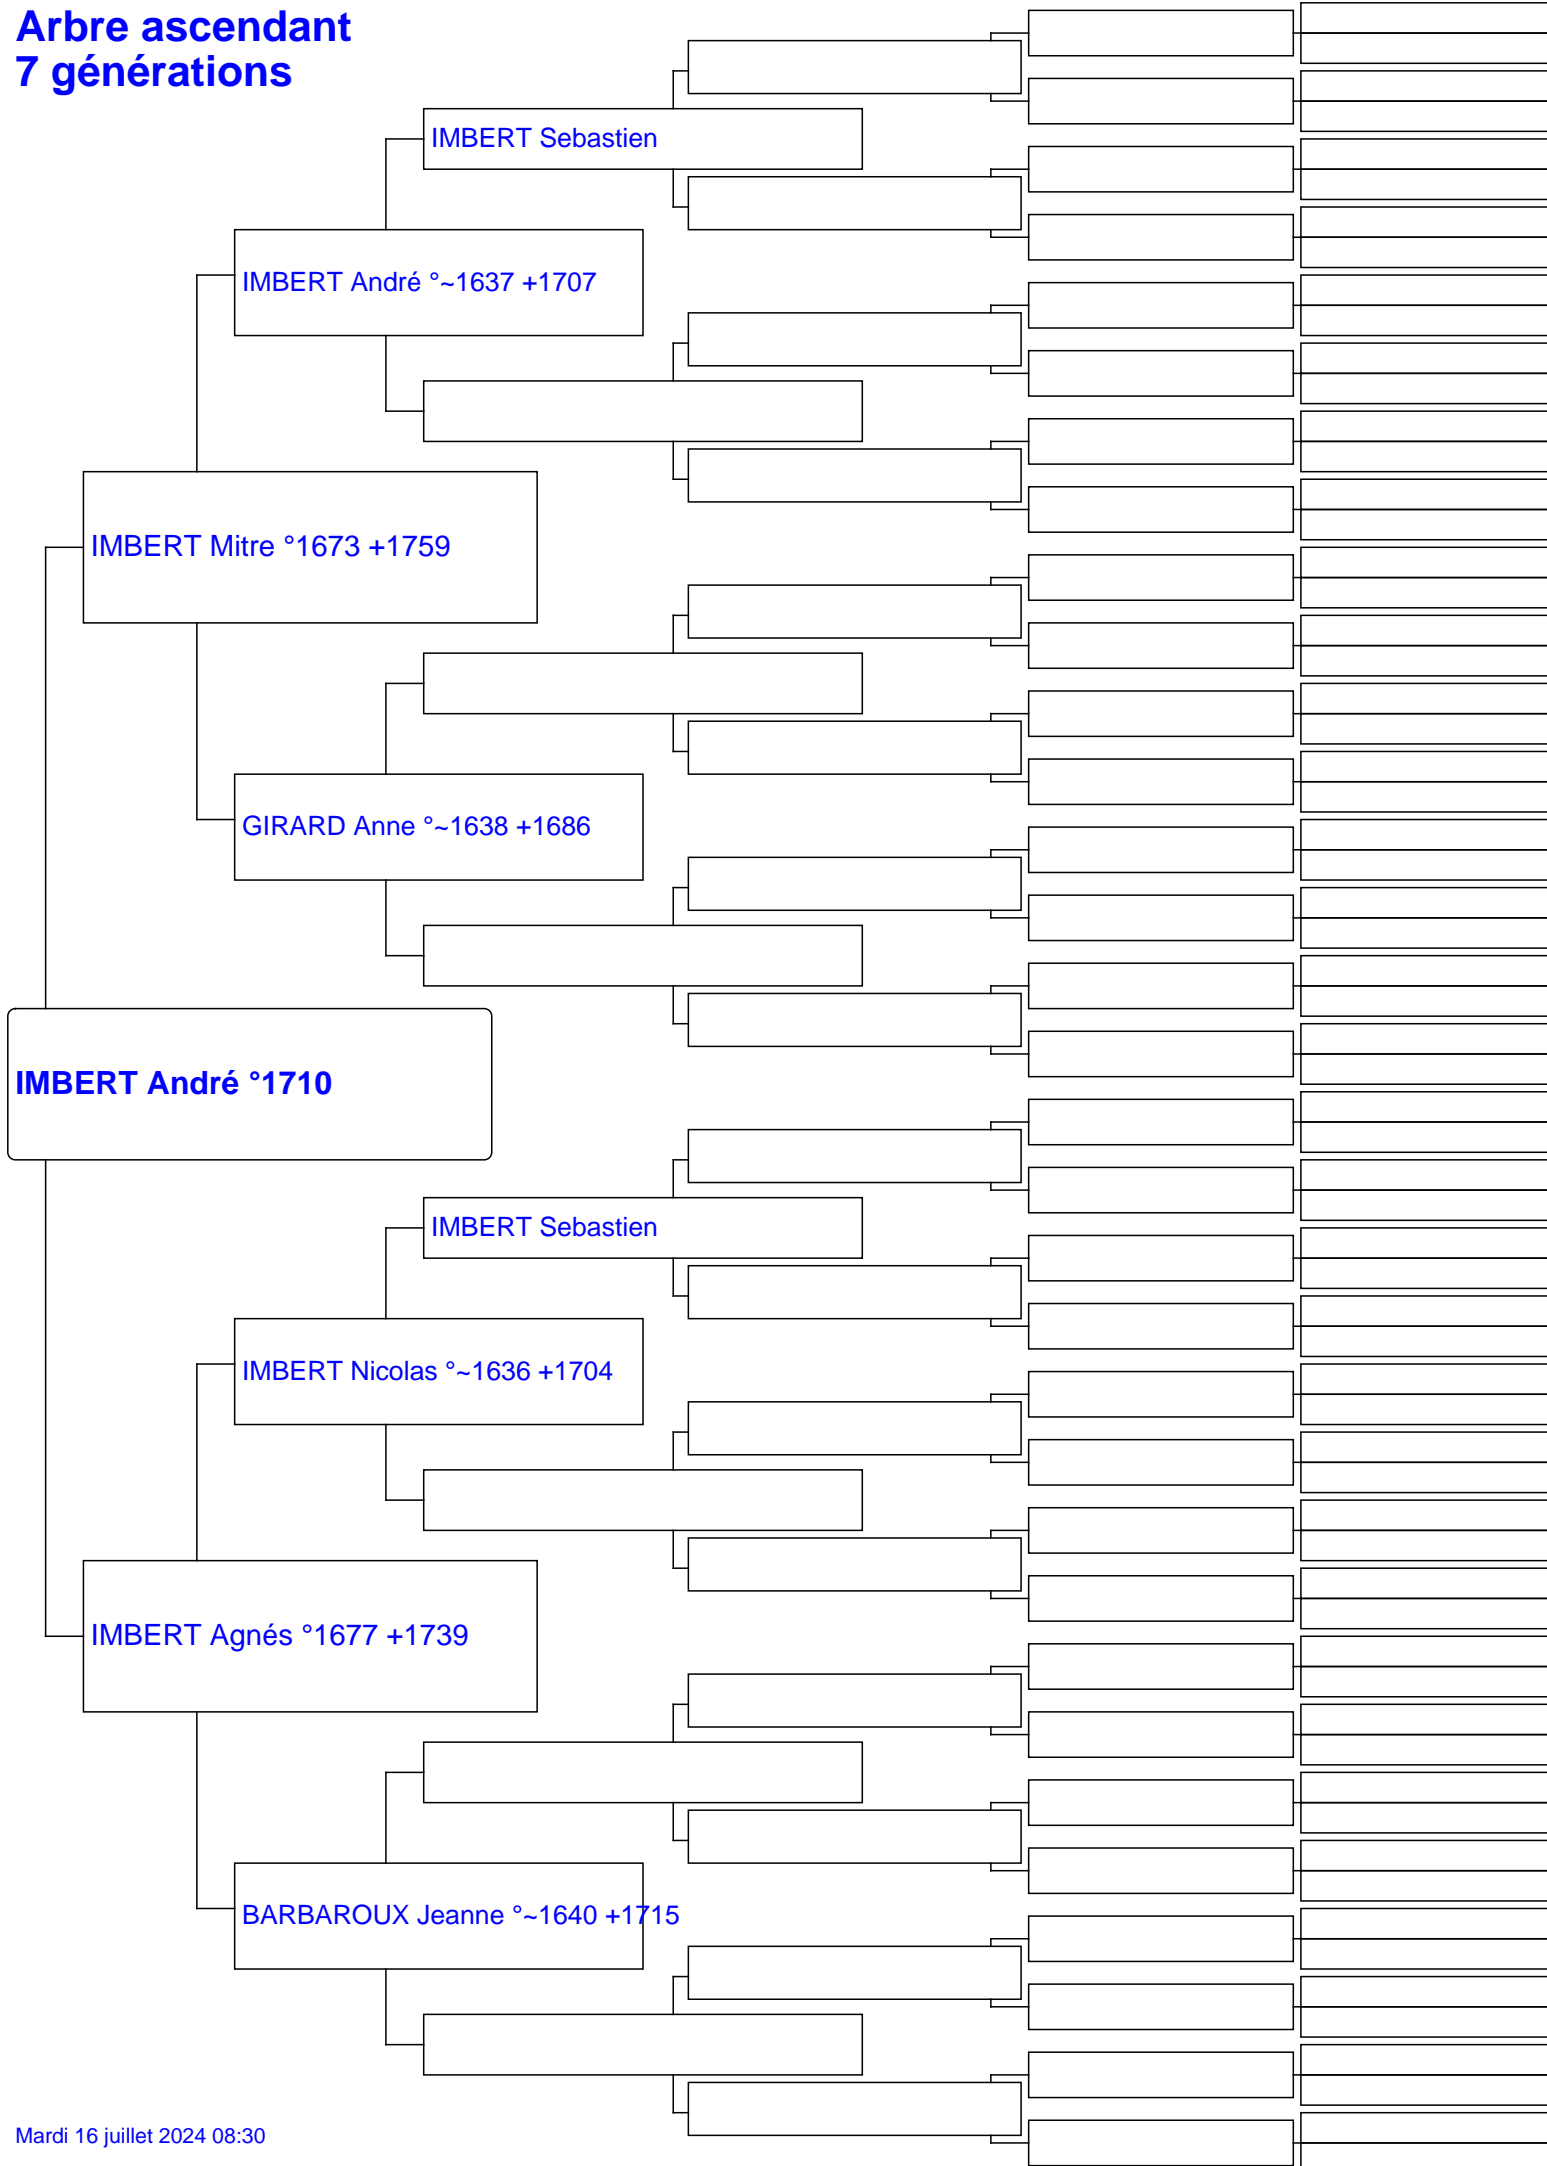 Arbre ascendant
7 générations
IMBERT Sebastien
IMBERT André °~1637 +1707
IMBERT Mitre °1673 +1759
GIRARD Anne °~1638 +1686
IMBERT André °1710
IMBERT Sebastien
IMBERT Nicolas °~1636 +1704
IMBERT Agnés °1677 +1739
BARBAROUX Jeanne °~1640 +1715
Mardi 16 juillet 2024 08:30